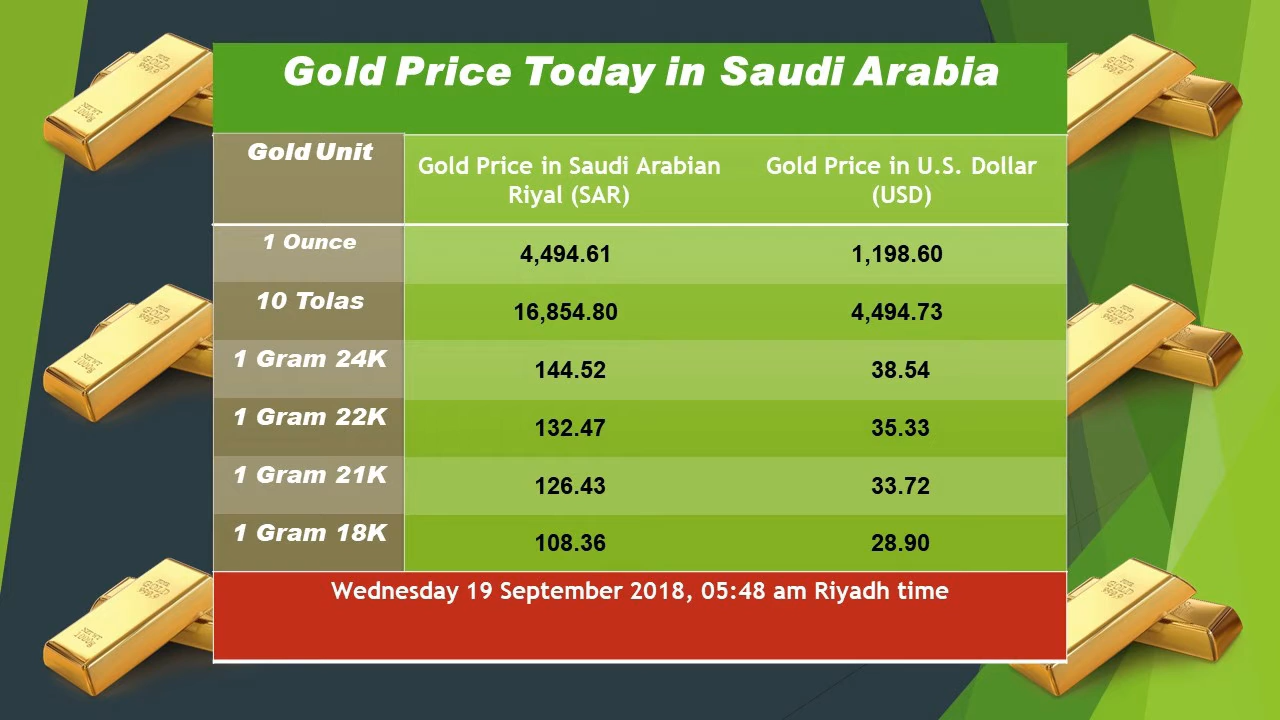 Gold Price Today in Saudi Arabia
Gold Unit
Gold Price in Saudi Arabian
Riyal (SAR)
Gold Price in U.S. Dollar
(USD)
1 Ounce 4,494.61 1,198.60
10 Tolas 16,854.80 4,494.73
1 Gram 24K 144.52 38.54
1 Gram 22K 132.47 35.33
1 Gram 21K 126.43 33.72
1 Gram 18K 108.36 28.90
Wednesday 19 September 2018, 05:48 am Riyadh time